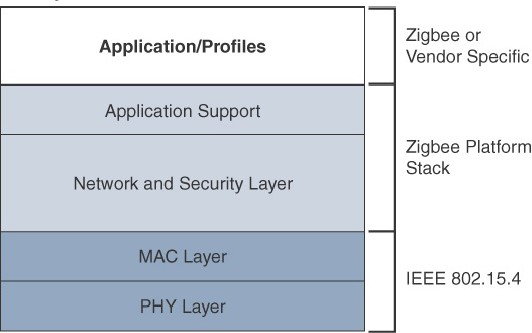 Application/Profiles
Zigbee or
Vendor Specific
Application Support
Network and Security Layer
Zigbee Platform
Stack
MAC Layer
PHY Layer
IEEE 802.15.4